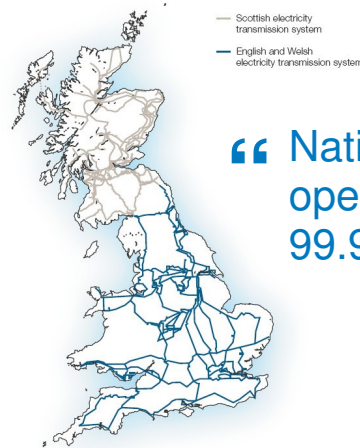 Scottish electricity
transmission system
English and Welsh
electricity transmission system
“ Nati
ope
99.9